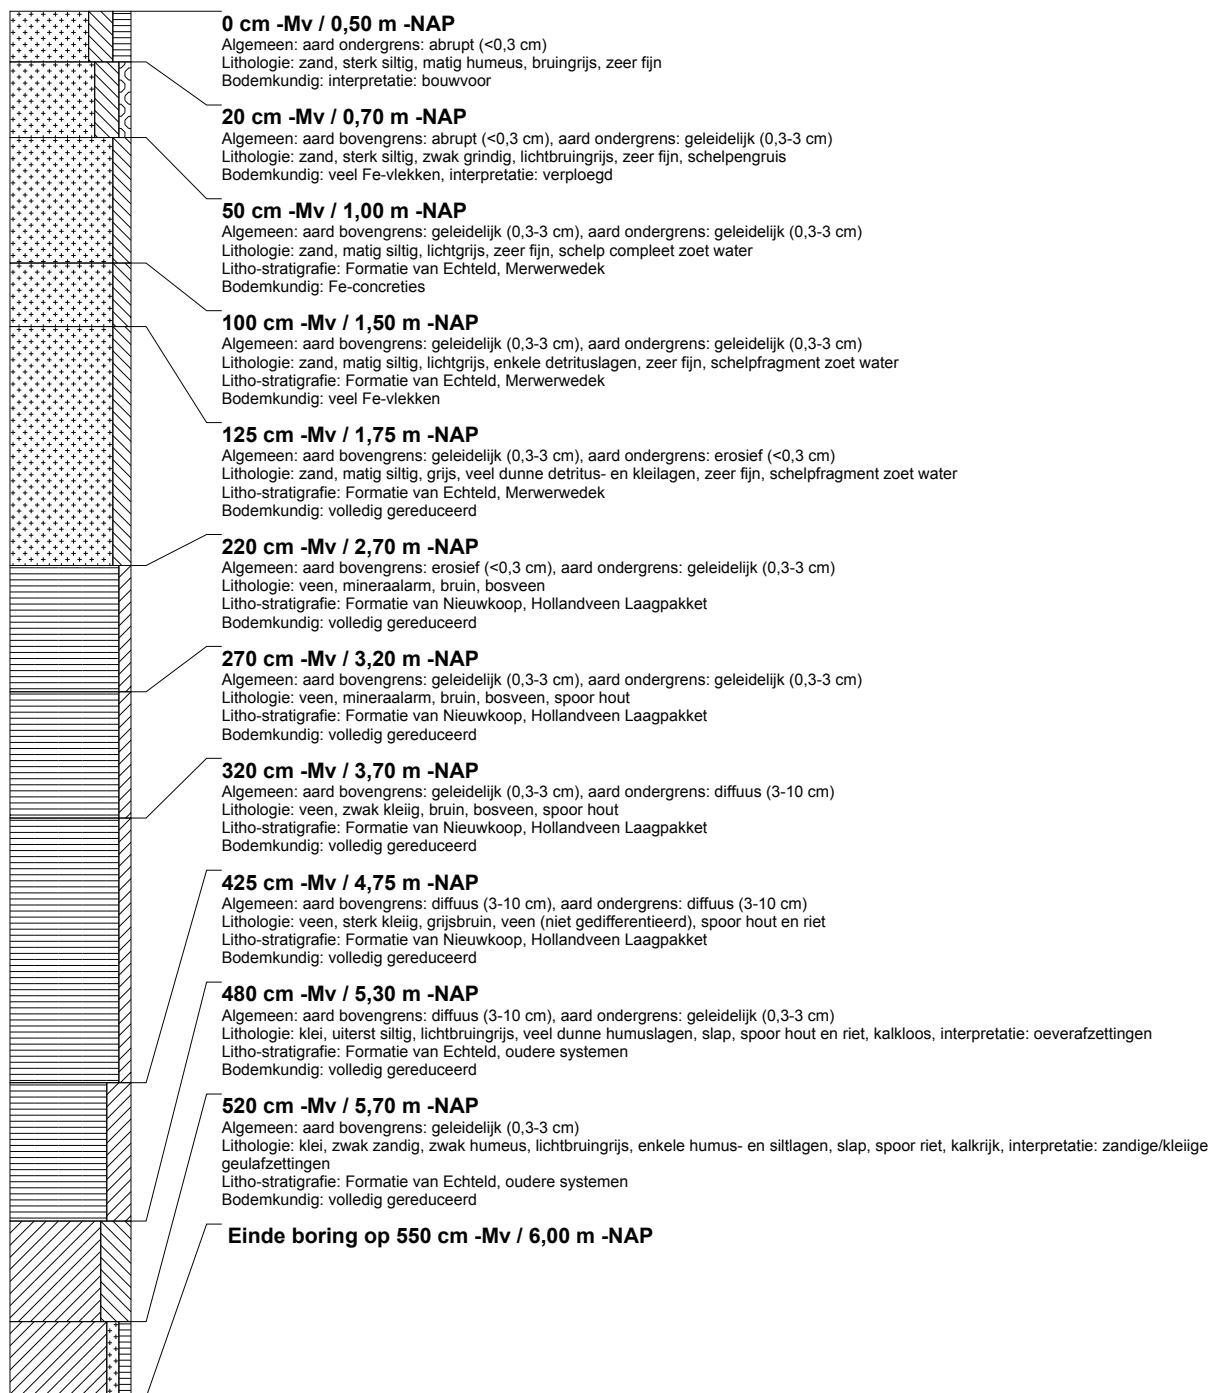 0 cm -Mv / 0,50 m -NAP
Algemeen: aard ondergrens: abrupt (<0,3 cm)
Lithologie: zand, sterk siltig, matig humeus, bruingrijs, zeer fijn
Bodemkundig: interpretatie: bouwvoor
20 cm -Mv / 0,70 m -NAP
Algemeen: aard bovengrens: abrupt (<0,3 cm), aard ondergrens: geleidelijk (0,3-3 cm)
Lithologie: zand, sterk siltig, zwak grindig, lichtbruingrijs, zeer fijn, schelpengruis
Bodemkundig: veel Fe-vlekken, interpretatie: verploegd
50 cm -Mv / 1,00 m -NAP
Algemeen: aard bovengrens: geleidelijk (0,3-3 cm), aard ondergrens: geleidelijk (0,3-3 cm)
Lithologie: zand, matig siltig, lichtgrijs, zeer fijn, schelp compleet zoet water
Litho-stratigrafie: Formatie van Echteld, Merwerwedek
Bodemkundig: Fe-concreties
100 cm -Mv / 1,50 m -NAP
Algemeen: aard bovengrens: geleidelijk (0,3-3 cm), aard ondergrens: geleidelijk (0,3-3 cm)
Lithologie: zand, matig siltig, lichtgrijs, enkele detrituslagen, zeer fijn, schelpfragment zoet water
Litho-stratigrafie: Formatie van Echteld, Merwerwedek
Bodemkundig: veel Fe-vlekken
125 cm -Mv / 1,75 m -NAP
Algemeen: aard bovengrens: geleidelijk (0,3-3 cm), aard ondergrens: erosief (<0,3 cm)
Lithologie: zand, matig siltig, grijs, veel dunne detritus- en kleilagen, zeer fijn, schelpfragment zoet water
Litho-stratigrafie: Formatie van Echteld, Merwerwedek
Bodemkundig: volledig gereduceerd
220 cm -Mv / 2,70 m -NAP
Algemeen: aard bovengrens: erosief (<0,3 cm), aard ondergrens: geleidelijk (0,3-3 cm)
Lithologie: veen, mineraalarm, bruin, bosveen
Litho-stratigrafie: Formatie van Nieuwkoop, Hollandveen Laagpakket
Bodemkundig: volledig gereduceerd
270 cm -Mv / 3,20 m -NAP
Algemeen: aard bovengrens: geleidelijk (0,3-3 cm), aard ondergrens: geleidelijk (0,3-3 cm)
Lithologie: veen, mineraalarm, bruin, bosveen, spoor hout
Litho-stratigrafie: Formatie van Nieuwkoop, Hollandveen Laagpakket
Bodemkundig: volledig gereduceerd
320 cm -Mv / 3,70 m -NAP
Algemeen: aard bovengrens: geleidelijk (0,3-3 cm), aard ondergrens: diffuus (3-10 cm)
Lithologie: veen, zwak kleiig, bruin, bosveen, spoor hout
Litho-stratigrafie: Formatie van Nieuwkoop, Hollandveen Laagpakket
Bodemkundig: volledig gereduceerd
425 cm -Mv / 4,75 m -NAP
Algemeen: aard bovengrens: diffuus (3-10 cm), aard ondergrens: diffuus (3-10 cm)
Lithologie: veen, sterk kleiig, grijsbruin, veen (niet gedifferentieerd), spoor hout en riet
Litho-stratigrafie: Formatie van Nieuwkoop, Hollandveen Laagpakket
Bodemkundig: volledig gereduceerd
480 cm -Mv / 5,30 m -NAP
Algemeen: aard bovengrens: diffuus (3-10 cm), aard ondergrens: geleidelijk (0,3-3 cm)
Lithologie: klei, uiterst siltig, lichtbruingrijs, veel dunne humuslagen, slap, spoor hout en riet, kalkloos, interpretatie: oeverafzettingen
Litho-stratigrafie: Formatie van Echteld, oudere systemen
Bodemkundig: volledig gereduceerd
520 cm -Mv / 5,70 m -NAP
Algemeen: aard bovengrens: geleidelijk (0,3-3 cm)
Lithologie: klei, zwak zandig, zwak humeus, lichtbruingrijs, enkele humus- en siltlagen, slap, spoor riet, kalkrijk, interpretatie: zandige/kleiige
geulafzettingen
Litho-stratigrafie: Formatie van Echteld, oudere systemen
Bodemkundig: volledig gereduceerd
Einde boring op 550 cm -Mv / 6,00 m -NAP